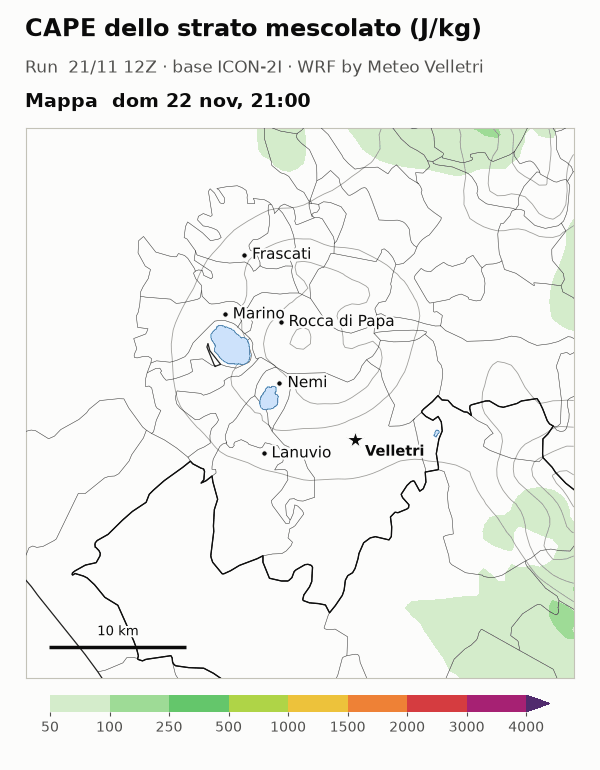 CAPE dello strato mescolato (J/kg)
Run  21/11 12Z · base ICON-2I · WRF by Meteo Velletri
Mappa  dom 22 nov, 21:00
Frascati
Marino
Rocca di Papa
Nemi
Velletri
Lanuvio
10 km
50 100 250 500 1000 1500 2000 3000 4000